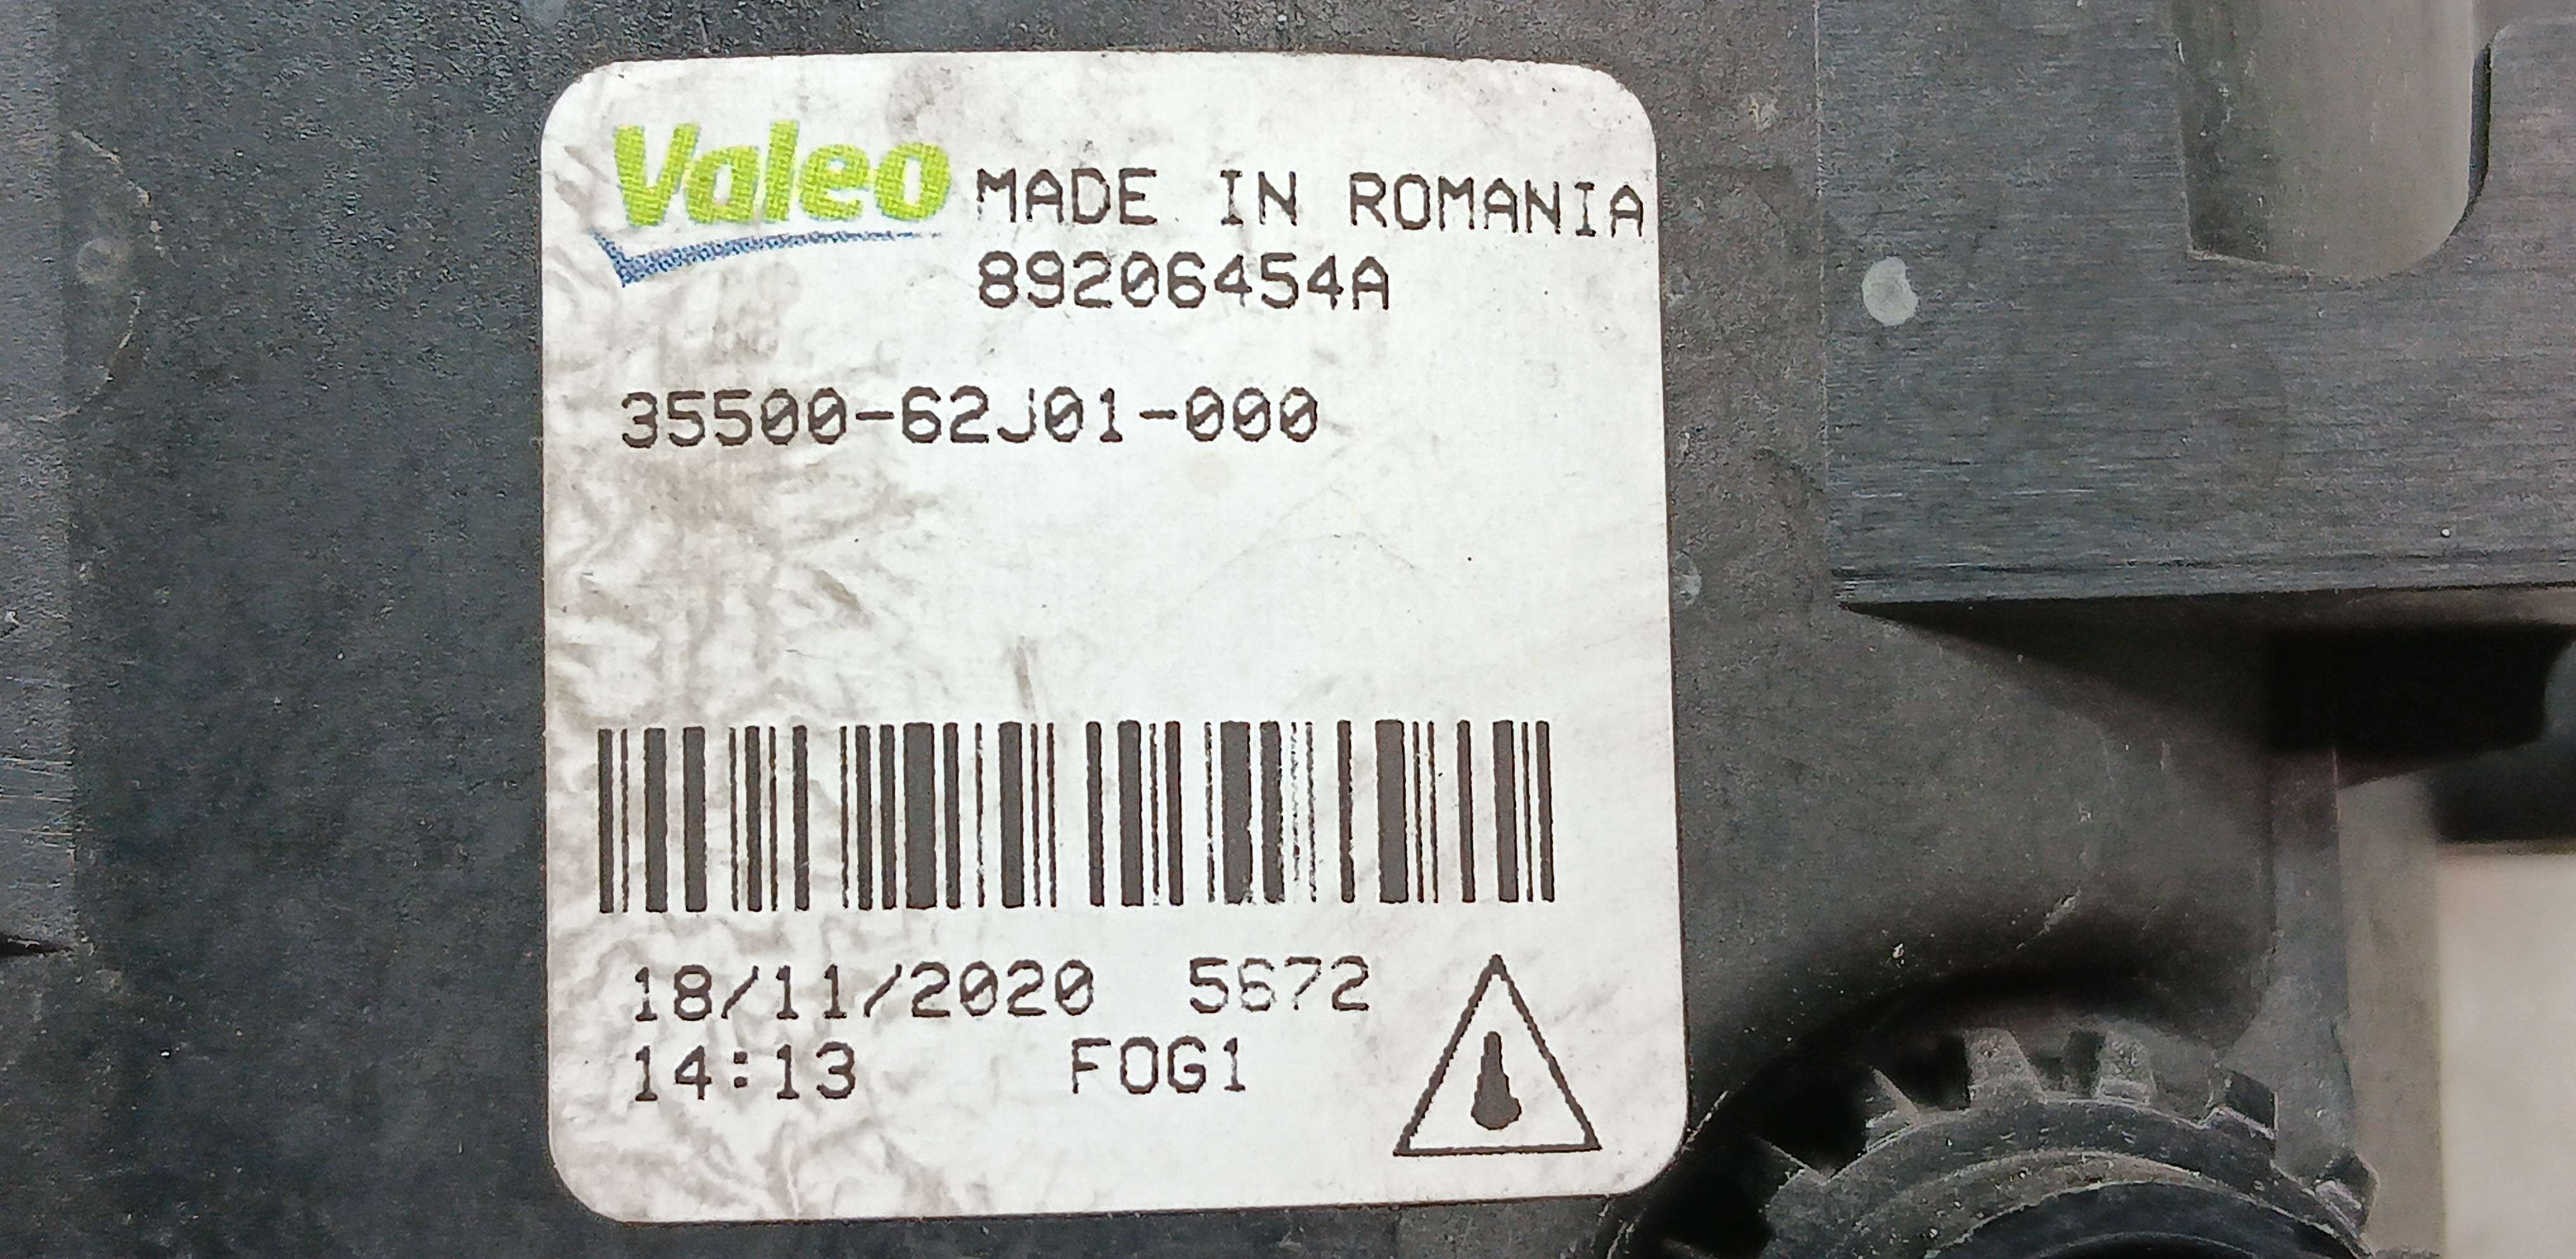 Valeo MADE IN ROMANIA
89206454A
35500-62J01-000
18/11/2020 5672
14:13 FOG1